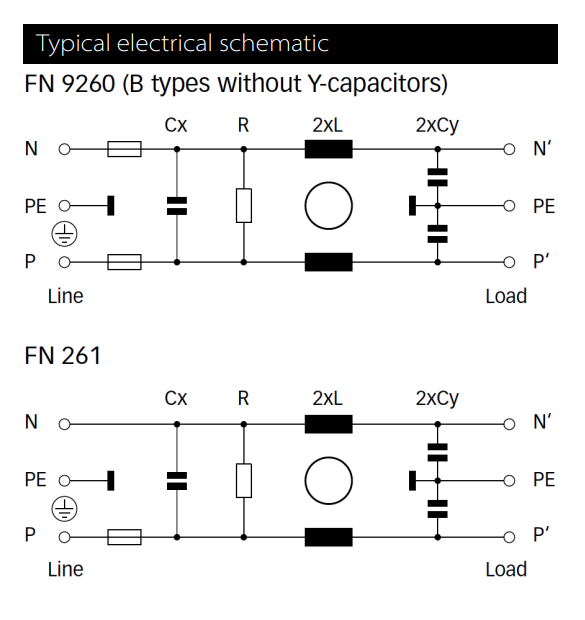 Typical electrical schematic
FN 9260 (B types without Y-capacitors)
Cx R 2xL 2xCy
N N‘
PE PE
P P‘
Line Load
FN 261
Cx R 2xL 2xCy
N N‘
PE PE
P P‘
Line Load